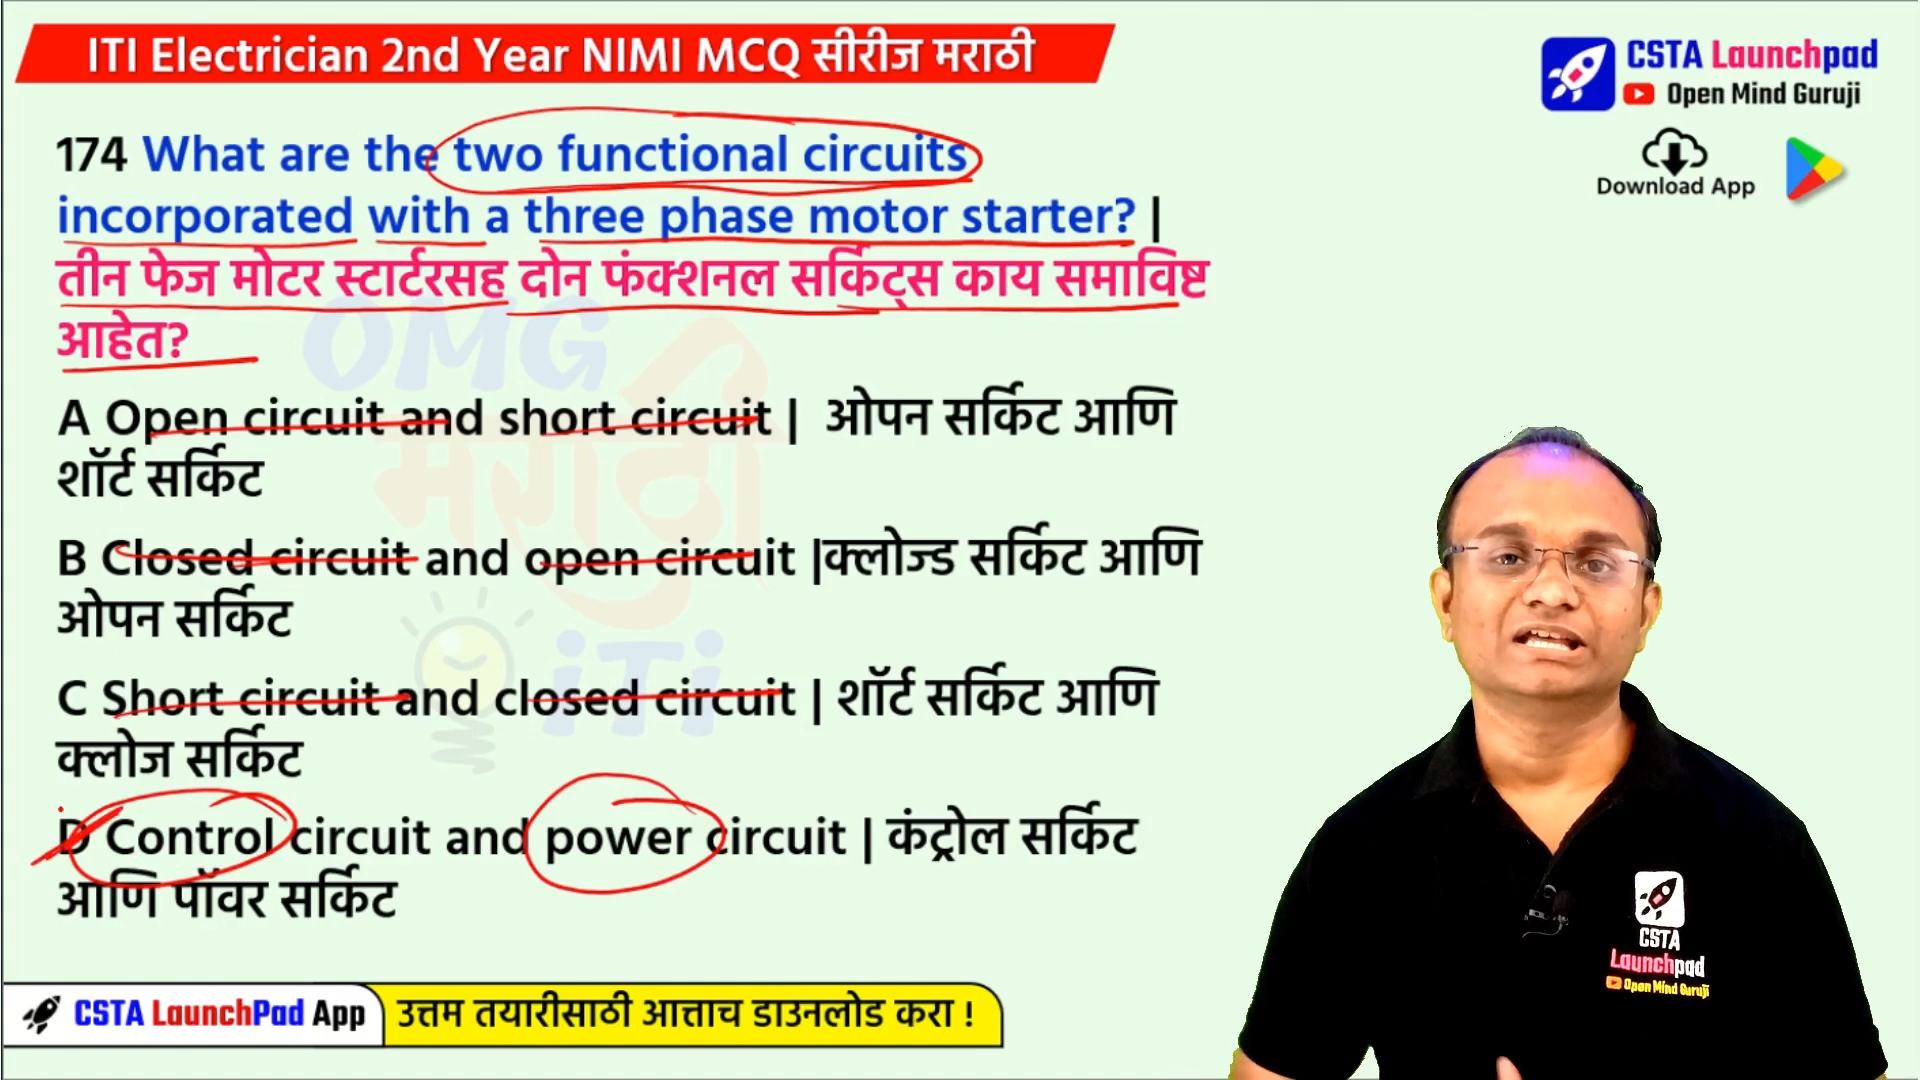 ITI Electrician 2nd Year NIMI MCQ सीरीज मराठी
CSTA Launchpad
Open Mind Guruji
Download App
174 What are the two functional circuits
incorporated with a three phase motor starter? |
तीन फेज मोटर स्टार्टरसह दोन फंक्शनल सर्किट्स काय समाविष्ट
आहेत?
A Open circuit and short circuit | ओपन सर्किट आणि
शॉर्ट सर्किट
B Closed circuit and open circuit |क्लोज्ड सर्किट आणि
ओपन सर्किट
C Short circuit and closed circuit | शॉर्ट सर्किट आणि
क्लोज सर्किट
D Control circuit and power circuit | कंट्रोल सर्किट
आणि पॉवर सर्किट
OMG
मराठी
iTi
CSTA
Launchpad
Open Mind Guruji
CSTA LaunchPad App
उत्तम तयारीसाठी आत्ताच डाउनलोड करा !